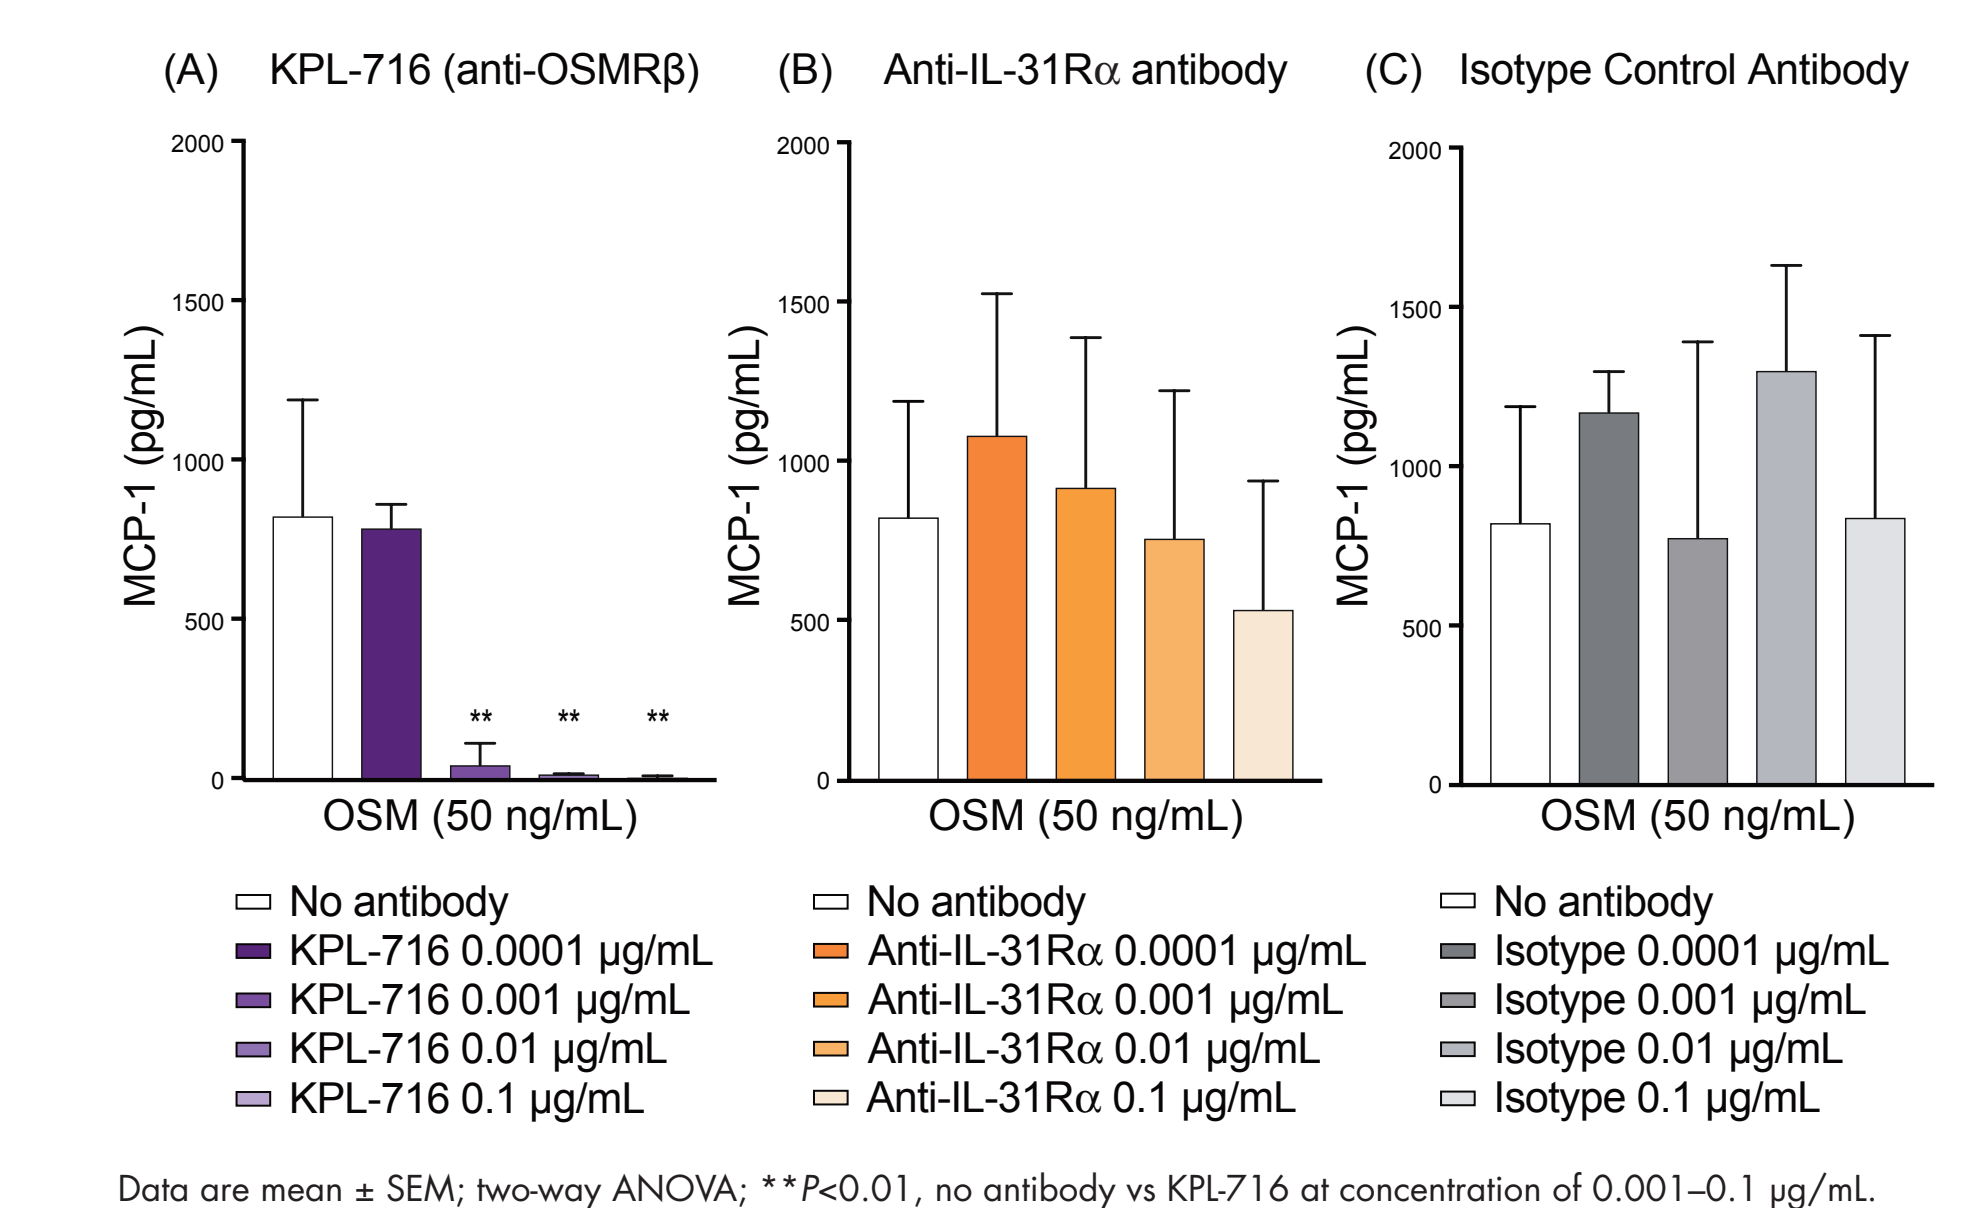 (A) KPL-716 (anti-OSMRβ)
2000
1500
1000
500
0
MCP-1 (pg/mL)
** ** **
OSM (50 ng/mL)
No antibody
KPL-716 0.0001 µg/mL
KPL-716 0.001 µg/mL
KPL-716 0.01 µg/mL
KPL-716 0.1 µg/mL
(B) Anti-IL-31Rα antibody
2000
1500
1000
500
0
MCP-1 (pg/mL)
OSM (50 ng/mL)
No antibody
Anti-IL-31Rα 0.0001 µg/mL
Anti-IL-31Rα 0.001 µg/mL
Anti-IL-31Rα 0.01 µg/mL
Anti-IL-31Rα 0.1 µg/mL
(C) Isotype Control Antibody
2000
1500
1000
500
0
MCP-1 (pg/mL)
OSM (50 ng/mL)
No antibody
Isotype 0.0001 µg/mL
Isotype 0.001 µg/mL
Isotype 0.01 µg/mL
Isotype 0.1 µg/mL
Data are mean ± SEM; two-way ANOVA; **P<0.01, no antibody vs KPL-716 at concentration of 0.001–0.1 µg/mL.